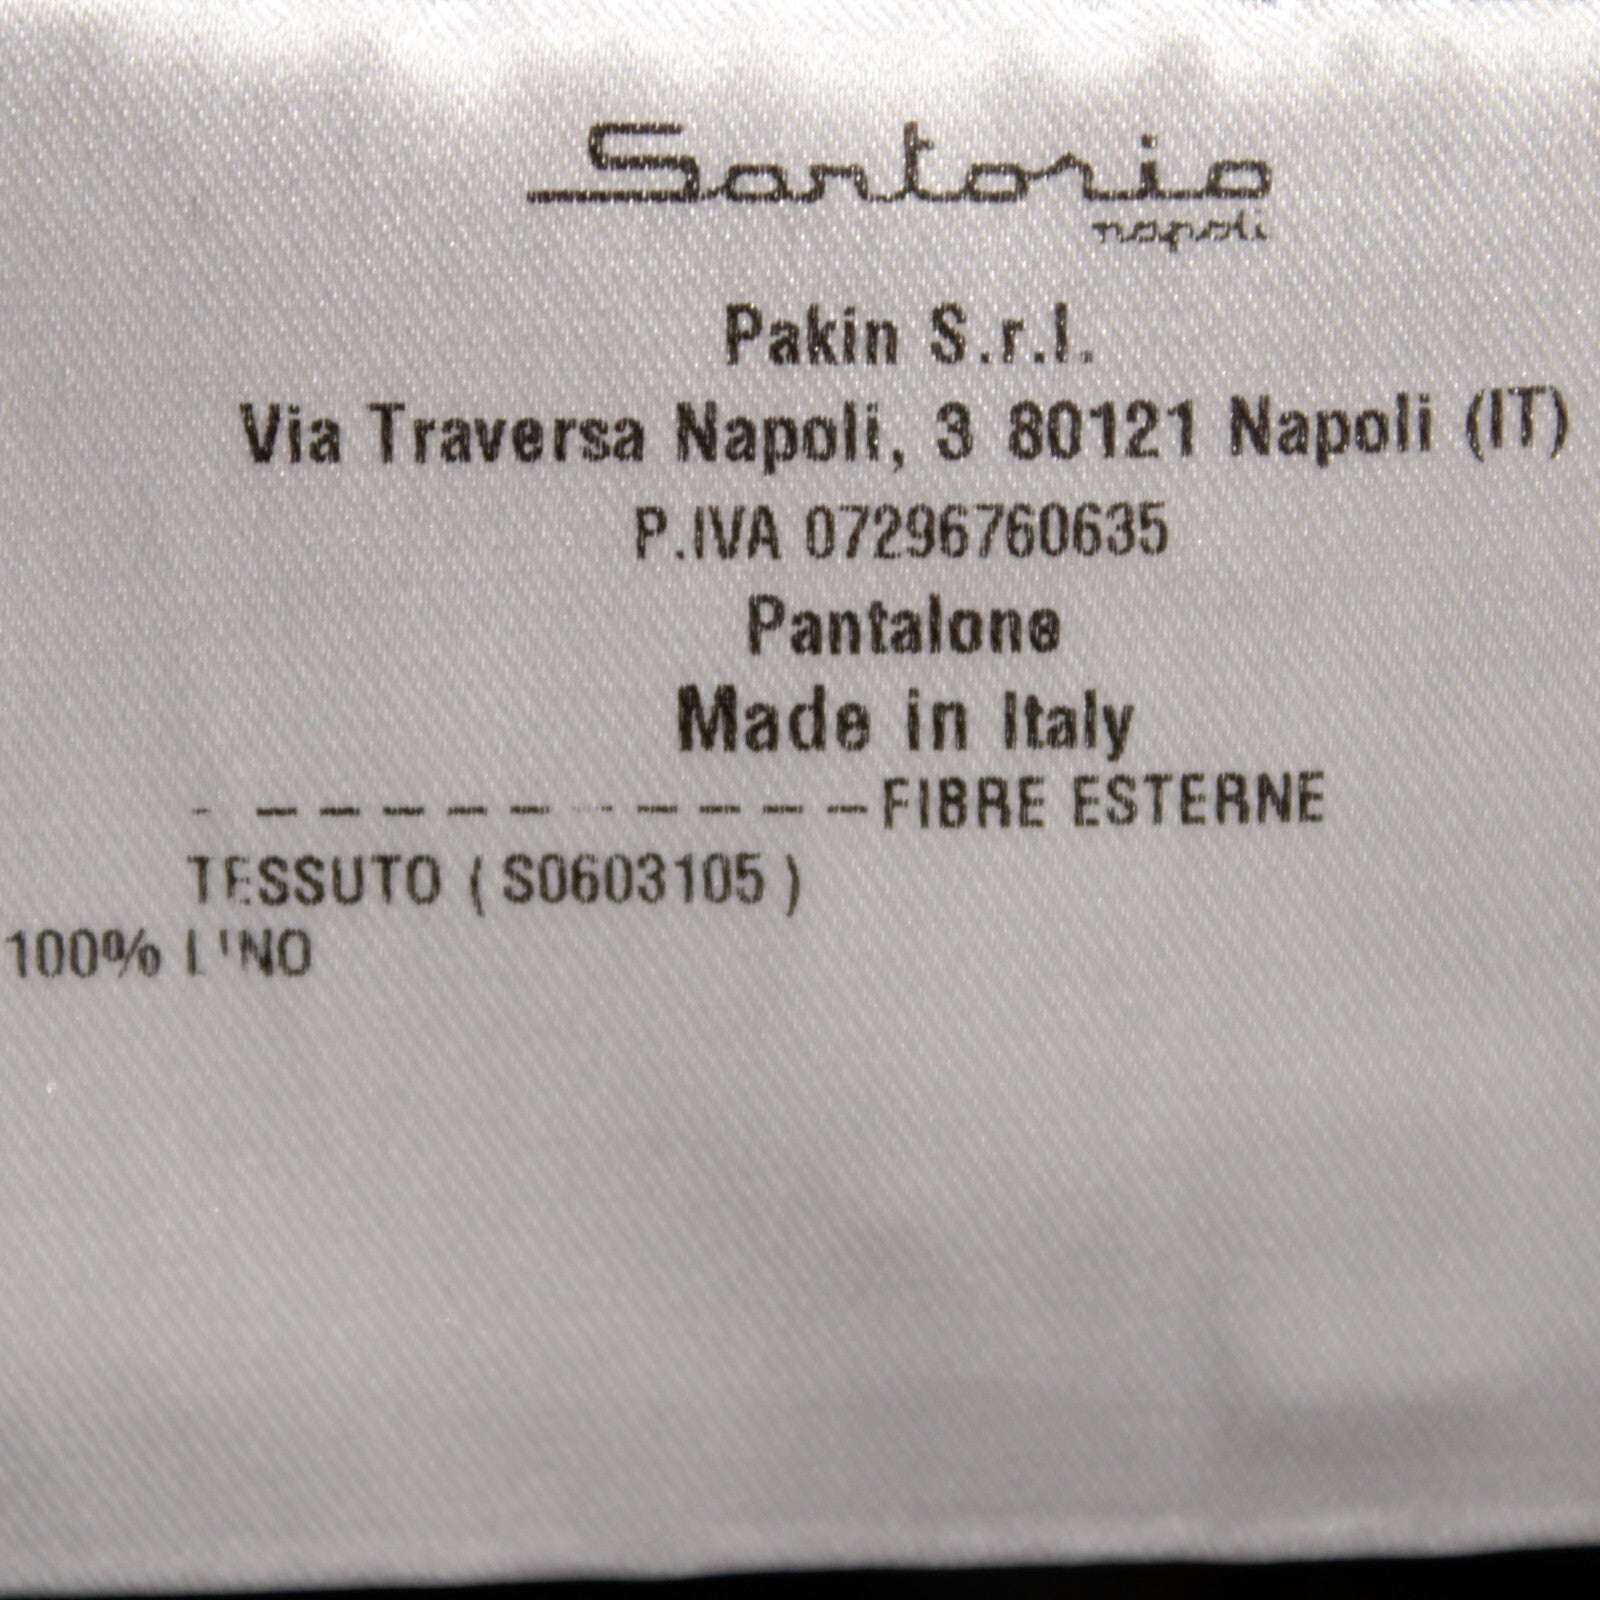 Sartorio
napoli
Pakin S.r.l.
Via Traversa Napoli, 3 80121 Napoli (IT)
P.IVA 07296760635
Pantalone
Made in Italy
- - - - - - - - - - -FIBRE ESTERNE
TESSUTO ( S0603105 )
100% LINO